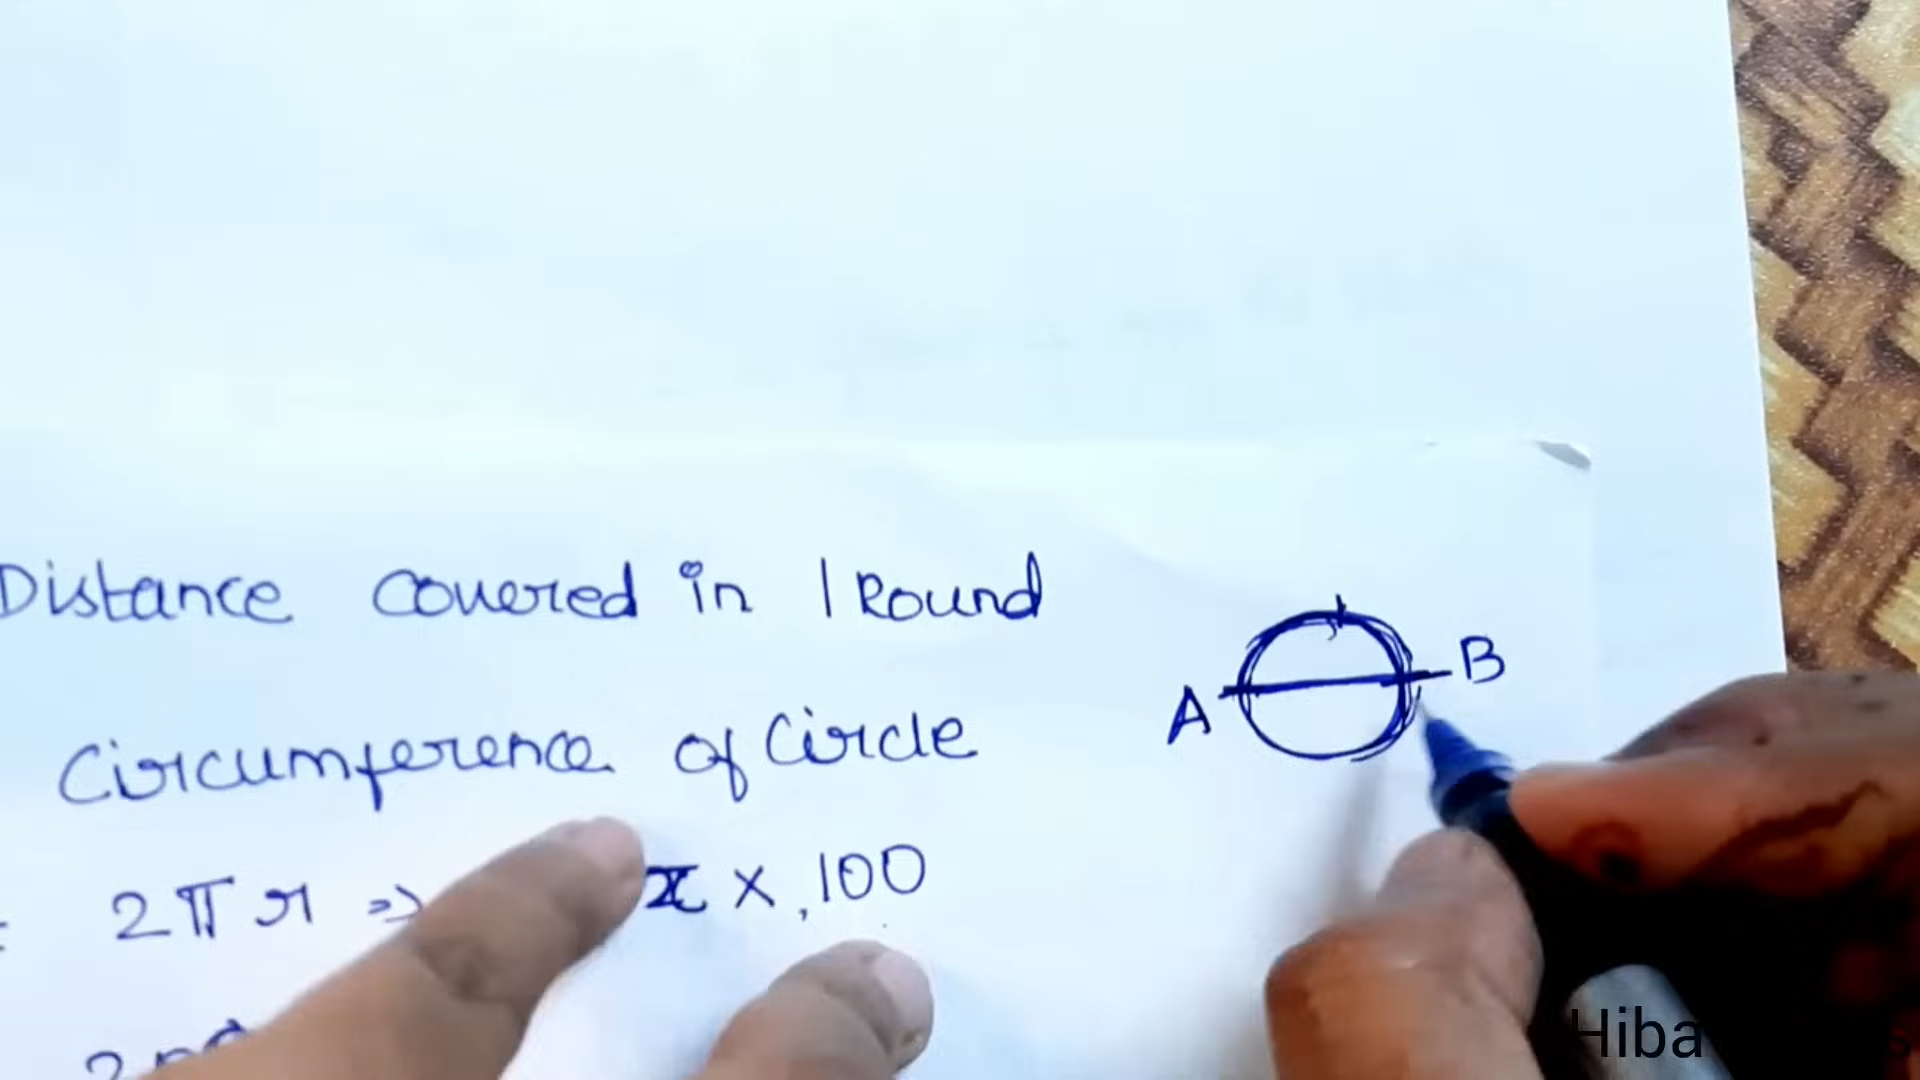 Distance covered in 1 Round
A B
Circumference of Circle
2πr ⇒ π × 100
Hiba